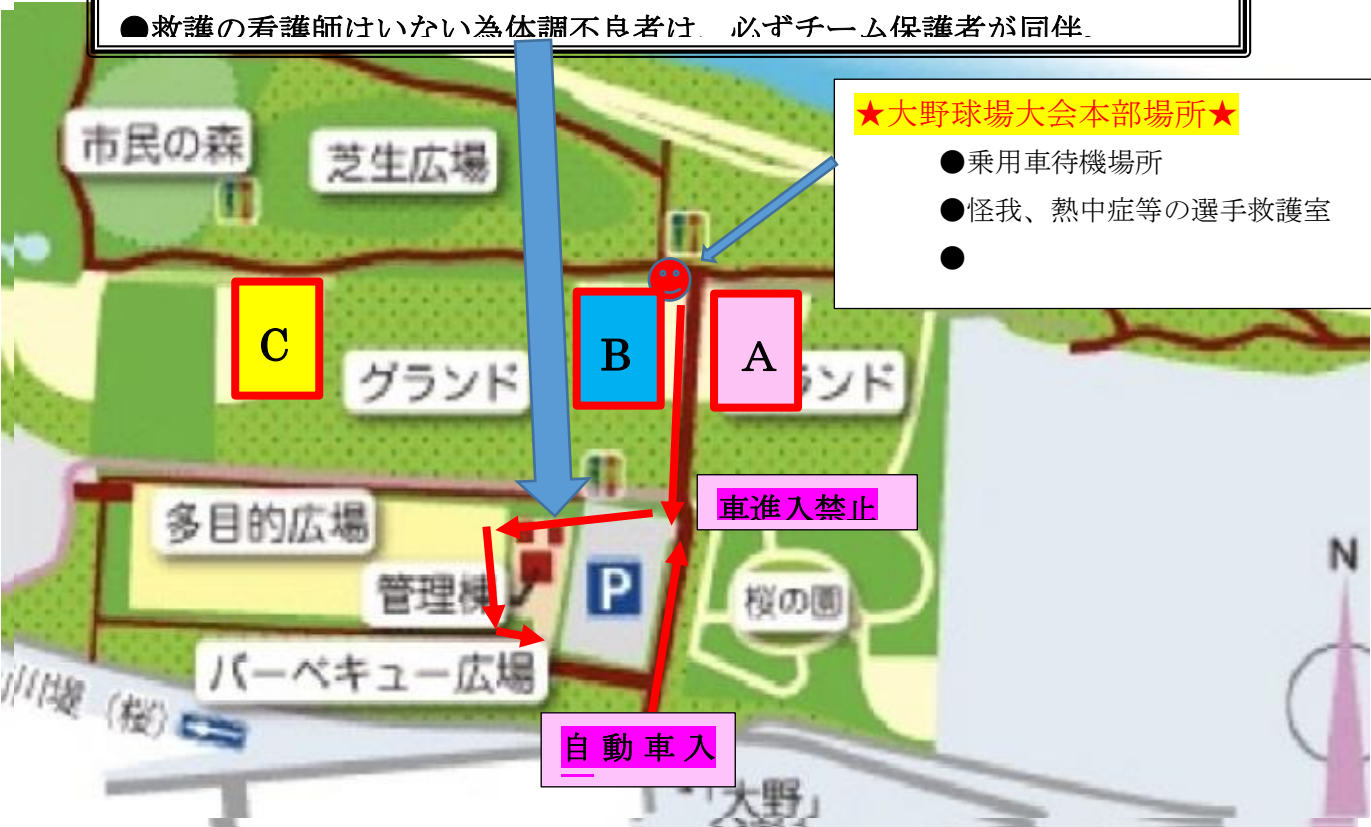 ●救護の看護師はいない為体調不良者は、必ずチーム保護者が同伴。
★大野球場大会本部場所★
●乗用車待機場所
●怪我、熱中症等の選手救護室
●
市民の森
芝生広場
C
グランド
B
A
ランド
車進入禁止
多目的広場
管理棟
P
桜の園
N
バーベキュー広場
川堤（桜）
自動車入
「大野」